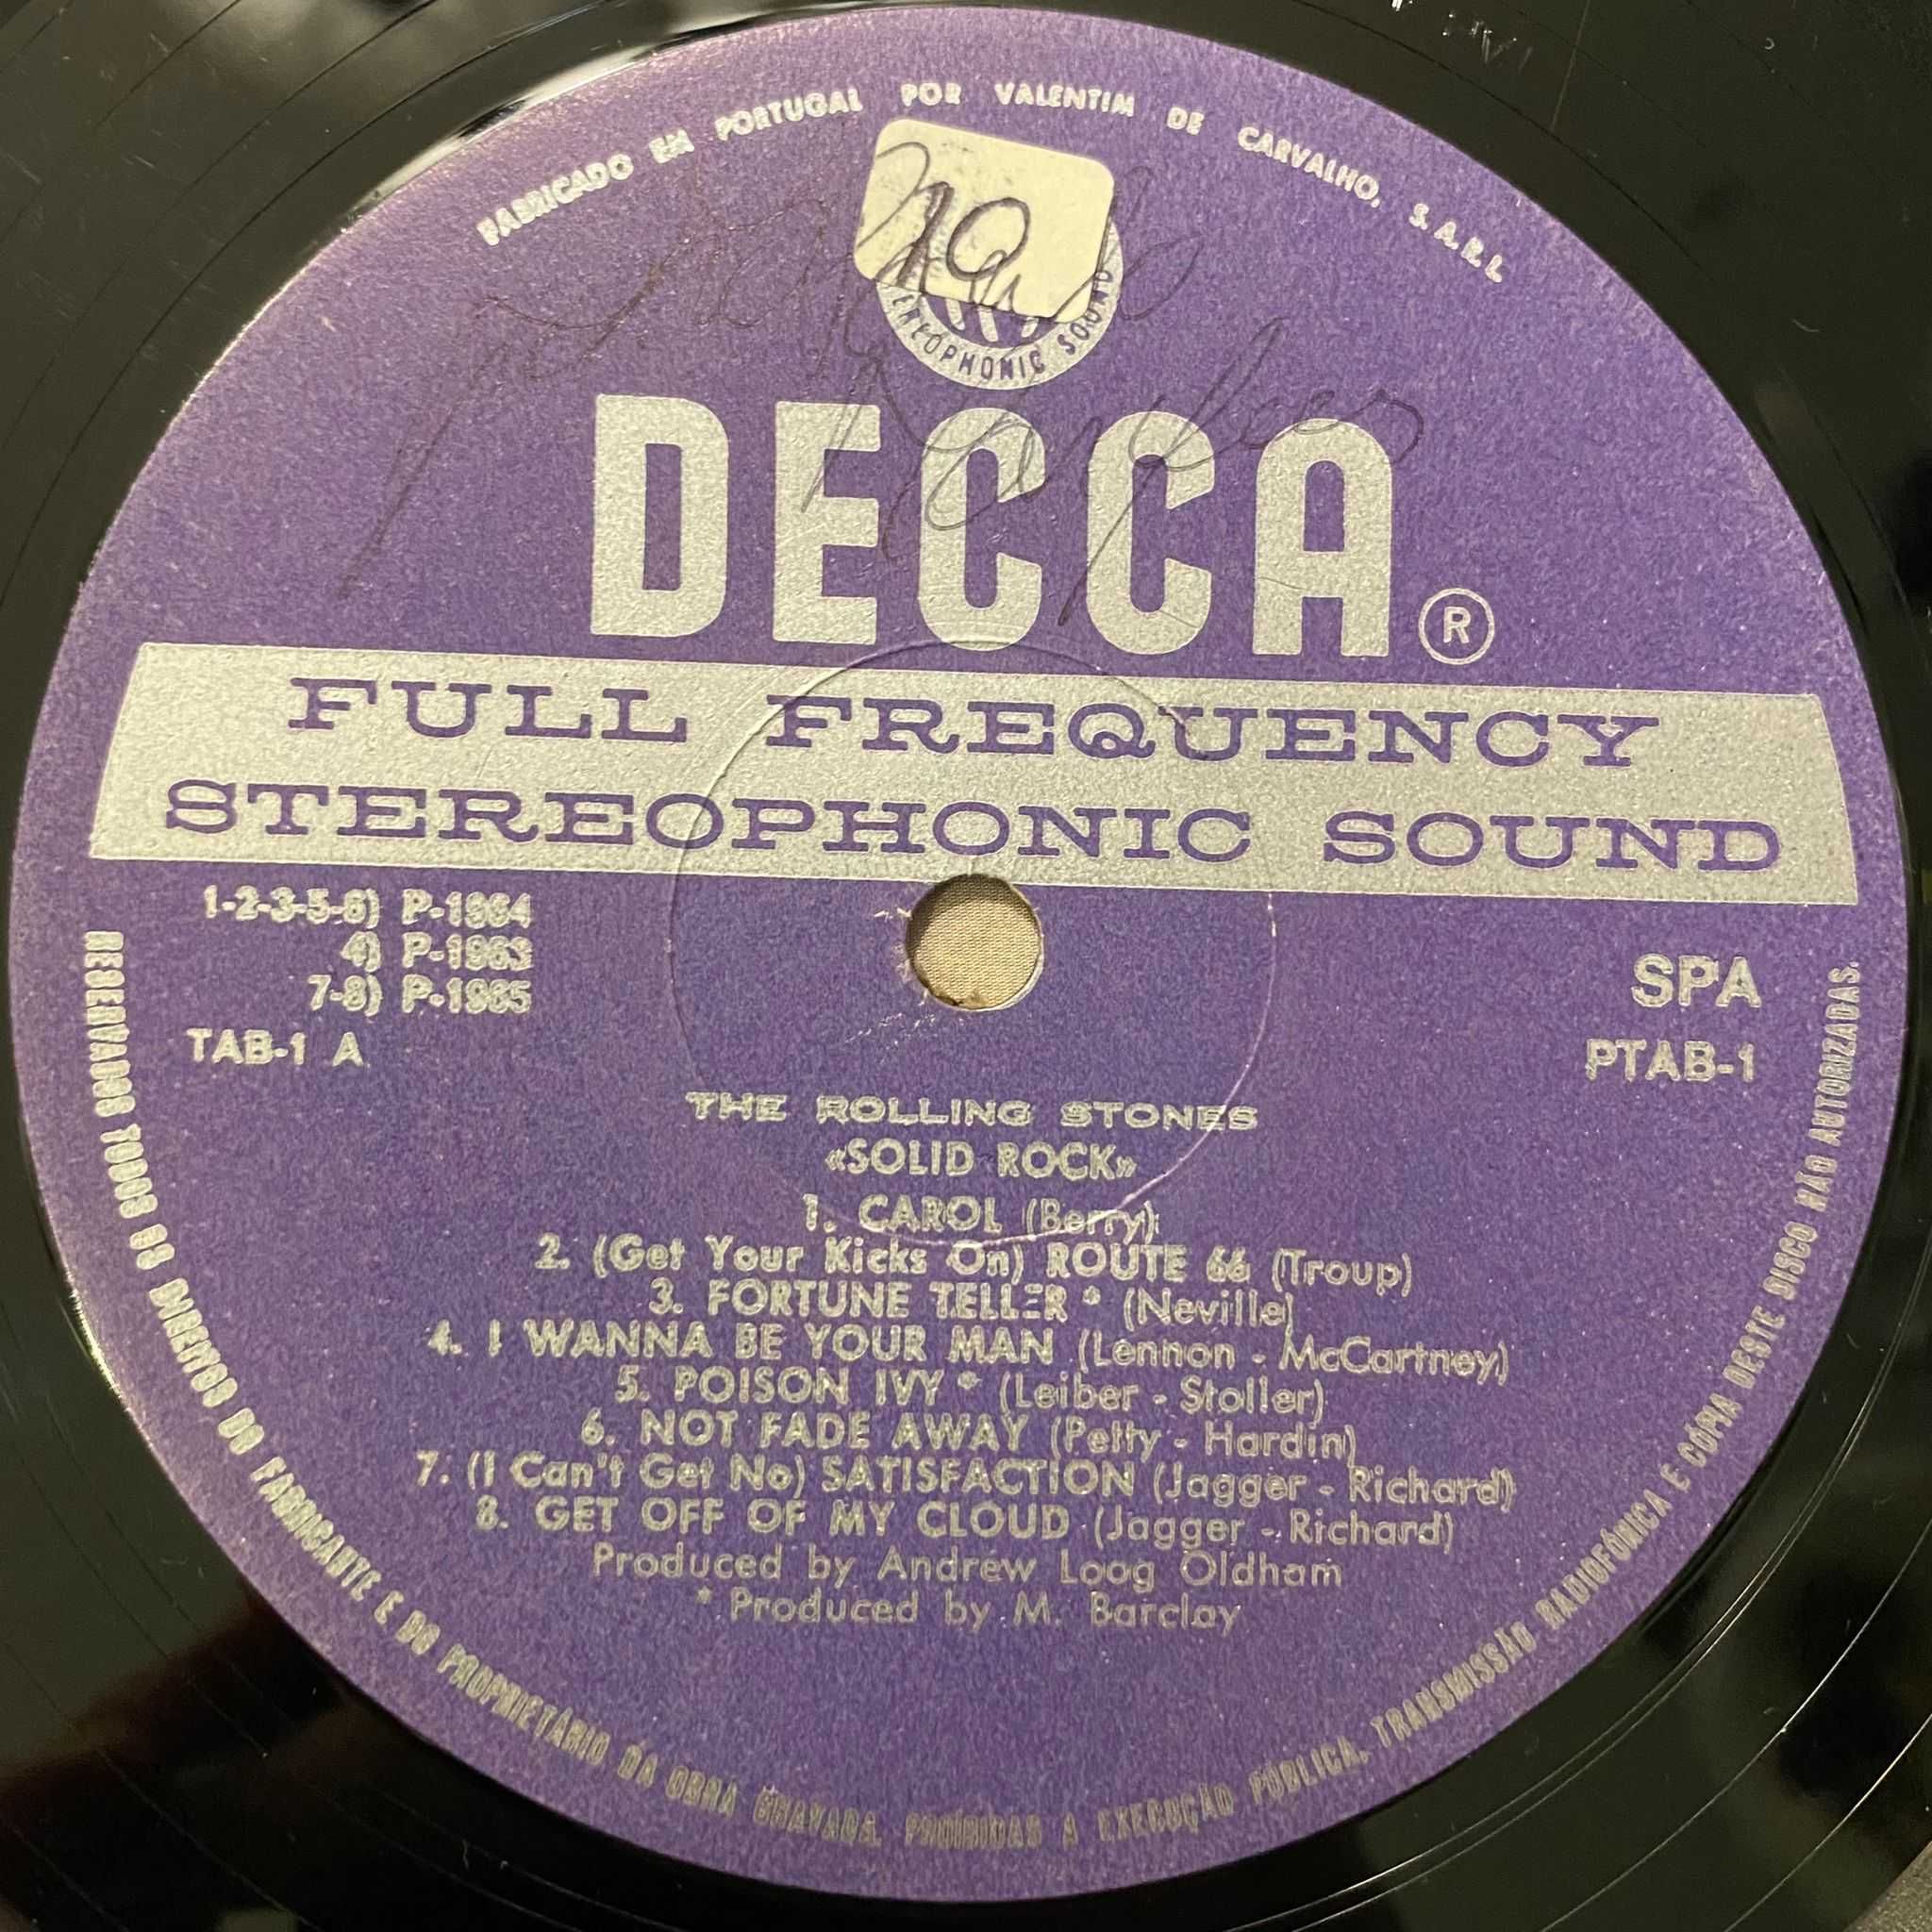 FABRICADO EM PORTUGAL POR VALENTIM DE CARVALHO, S.A.R.L.
19
STEREOPHONIC SOUND
DECCA®
FULL FREQUENCY
STEREOPHONIC SOUND
1-2-3-5-6) P-1964
4) P-1963
7-8) P-1965
TAB-1 A
SPA
PTAB-1
THE ROLLING STONES
«SOLID ROCK»
1. CAROL (Berry)
2. (Get Your Kicks On) ROUTE 66 (Troup)
3. FORTUNE TELLER * (Neville)
4. I WANNA BE YOUR MAN (Lennon - McCartney)
5. POISON IVY * (Leiber - Stoller)
6. NOT FADE AWAY (Petty - Hardin)
7. (I Can't Get No) SATISFACTION (Jagger - Richard)
8. GET OFF OF MY CLOUD (Jagger - Richard)
Produced by Andrew Loog Oldham
* Produced by M. Barclay
RESERVADOS TODOS OS DIREITOS DO FABRICANTE E DO PROPRIETÁRIO DA OBRA GRAVADA. PROÍBIDAS A EXECUÇÃO PÚBLICA, TRANSMISSÃO RADIOFÓNICA E CÓPIA DESTE DISCO NÃO AUTORIZADAS.